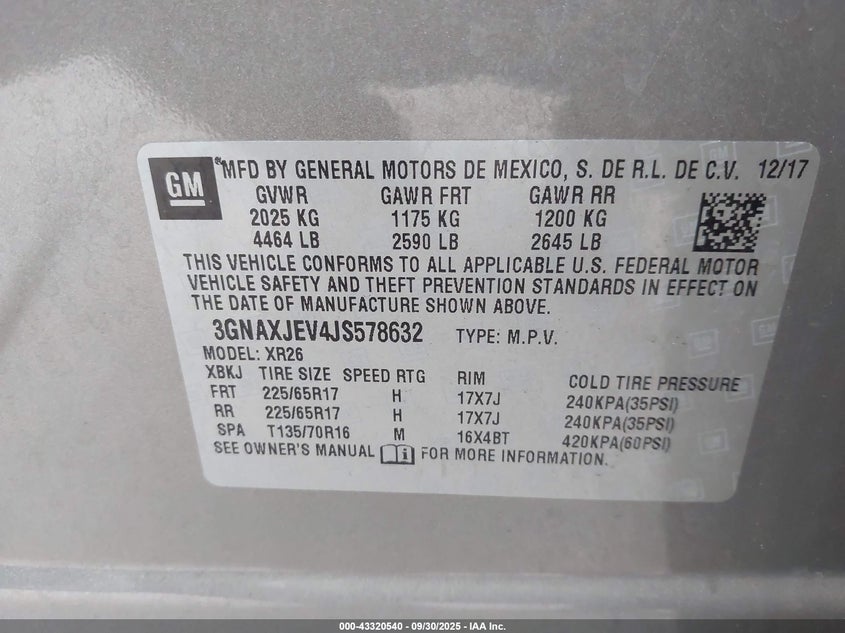 GM
®MFD BY GENERAL MOTORS DE MEXICO, S. DE R.L. DE C.V. 12/17
GVWR GAWR FRT GAWR RR
2025 KG 1175 KG 1200 KG
4464 LB 2590 LB 2645 LB
THIS VEHICLE CONFORMS TO ALL APPLICABLE U.S. FEDERAL MOTOR
VEHICLE SAFETY AND THEFT PREVENTION STANDARDS IN EFFECT ON
THE DATE OF MANUFACTURE SHOWN ABOVE.
3GNAXJEV4JS578632 TYPE: M.P.V.
MODEL: XR26
XBKJ TIRE SIZE SPEED RTG RIM COLD TIRE PRESSURE
FRT 225/65R17 H 17X7J 240KPA(35PSI)
RR 225/65R17 H 17X7J 240KPA(35PSI)
SPA T135/70R16 M 16X4BT 420KPA(60PSI)
SEE OWNER'S MANUAL FOR MORE INFORMATION.
000-43320540 - 09/30/2025 - IAA Inc.